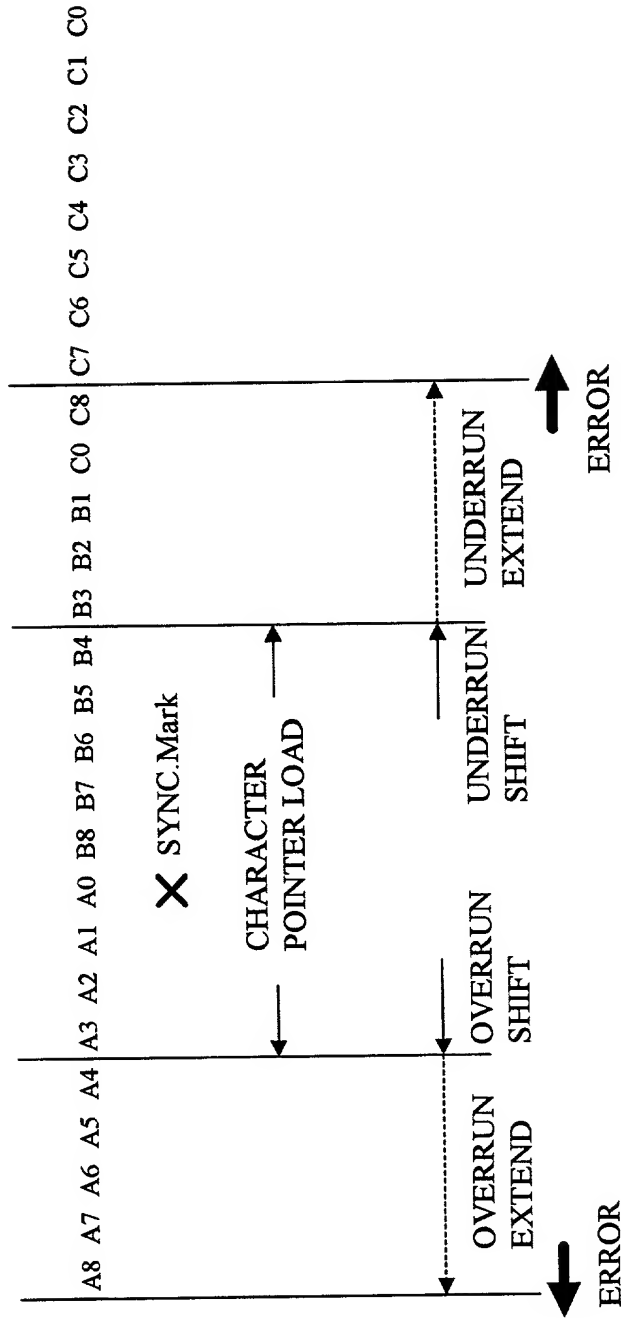 A8 A7 A6 A5 A4 A3 A2 A1 A0 B8 B7 B6 B5 B4 B3 B2 B1 C0 C8 C7 C6 C5 C4 C3 C2 C1 C0
SYNC.Mark
CHARACTER
POINTER LOAD
OVERRUN
EXTEND
OVERRUN
SHIFT
UNDERRUN
SHIFT
UNDERRUN
EXTEND
ERROR
ERROR